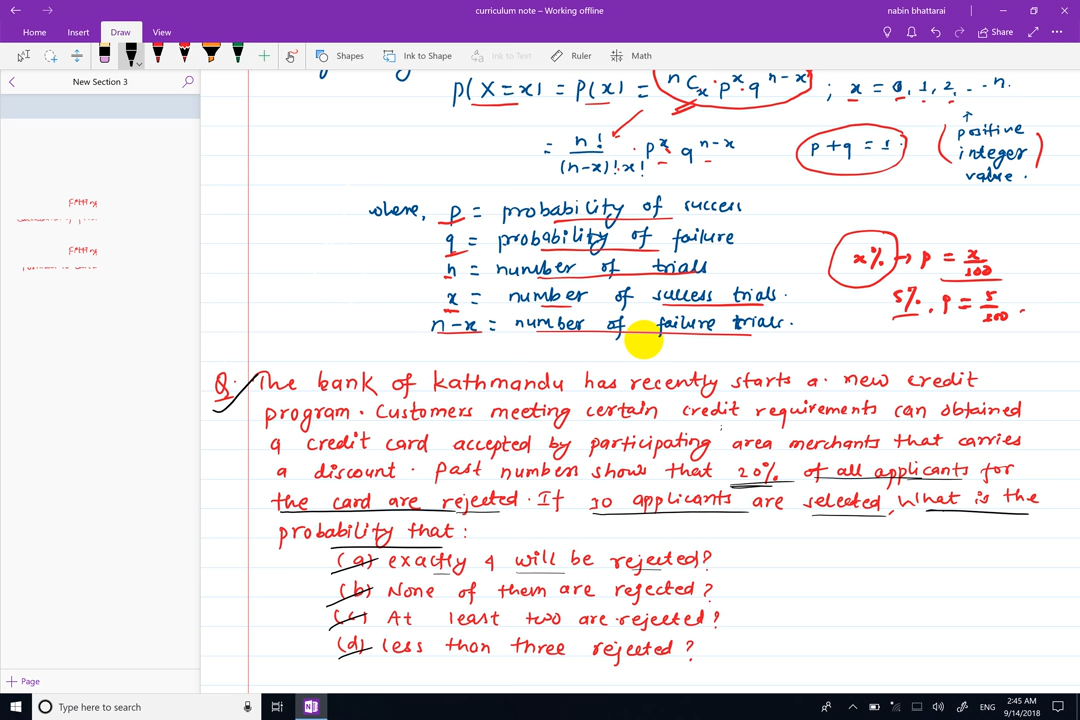 curriculum note – Working offline
nabin bhattarai
Home Insert Draw View
Share
Shapes Ink to Shape Ink to Text Ruler Math
New Section 3
P(X=x) = P(x) = nCx · p^x · q^n-x ; x = 0, 1, 2, ... n.
= n! / (n-x)! · x! · p^x q^n-x
p + q = 1
(positive
integer
value.)
where, p = probability of success
q = probability of failure
n = number of trials
x = number of success trials.
n-x = number of failure trials.
x% → p = x/100
5%, p = 5/100.
Q. The bank of kathmandu has recently starts a new credit
program. Customers meeting certain credit requirements can obtained
a credit card accepted by participating area merchants that carries
a discount. Past numbers show that 20% of all applicants for
the card are rejected. If 10 applicants are selected, What is the
probability that:
(a) exactly 4 will be rejected?
(b) None of them are rejected?
(c) At least two are rejected?
(d) less than three rejected?
Page
Type here to search
ENG
2:45 AM
9/14/2018